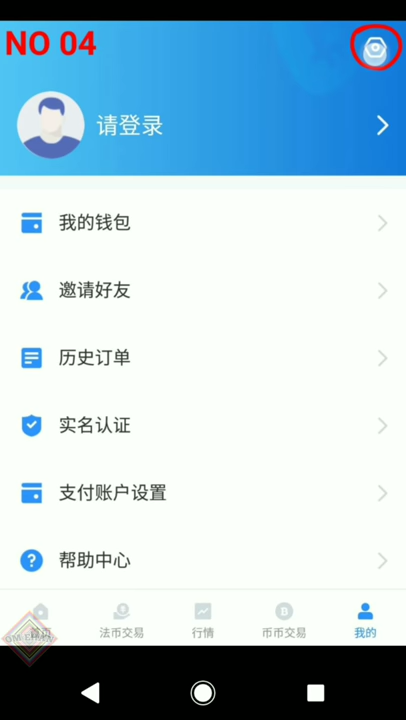 NO 04
请登录
我的钱包
邀请好友
历史订单
实名认证
支付账户设置
帮助中心
首页
法币交易
行情
币币交易
我的